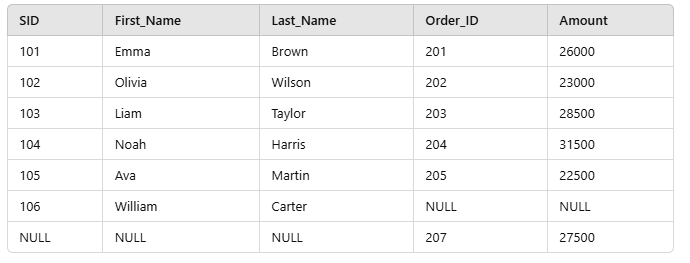 SID First_Name Last_Name Order_ID Amount
101 Emma Brown 201 26000
102 Olivia Wilson 202 23000
103 Liam Taylor 203 28500
104 Noah Harris 204 31500
105 Ava Martin 205 22500
106 William Carter NULL NULL
NULL NULL NULL 207 27500